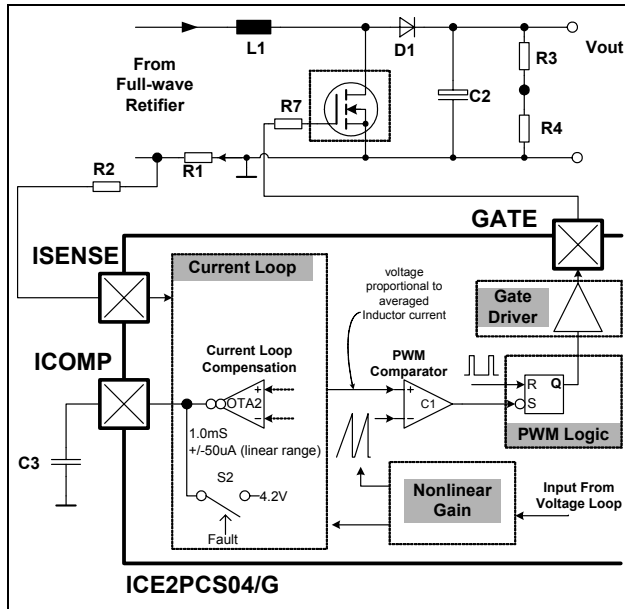 L1
D1
Vout
R3
From
Full-wave
Retifier
R7
C2
R4
R2
R1
GATE
ISENSE
Current Loop
voltage
proportional to
averaged
Inductor current
Gate
Driver
ICOMP
Current Loop
Compensation
PWM
Comparator
+
OTA2
−
+
C1
−
R
Q
S
PWM Logic
1.0mS
+/-50uA (linear range)
C3
S2
4.2V
Fault
Nonlinear
Gain
Input From
Voltage Loop
ICE2PCS04/G